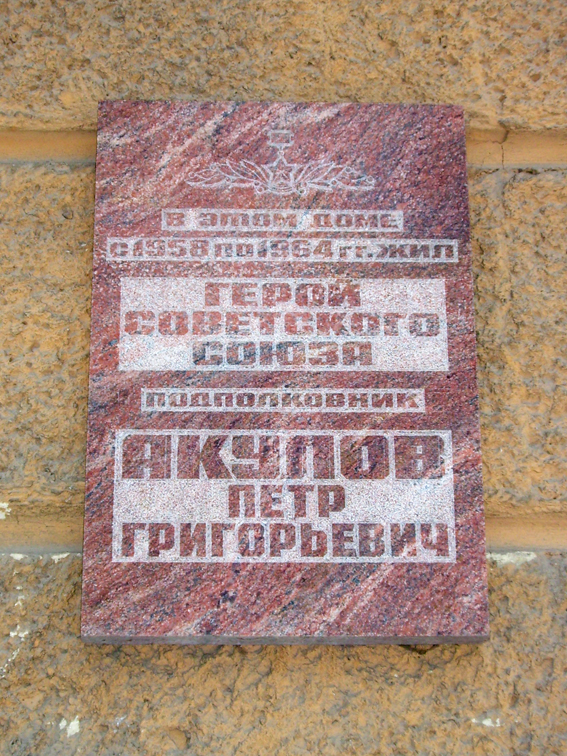 В ЭТОМ ДОМЕ
С 1958 ПО 1964 ГГ. ЖИЛ
ГЕРОЙ
СОВЕТСКОГО
СОЮЗА
ПОДПОЛКОВНИК
АКУЛОВ
ПЕТР
ГРИГОРЬЕВИЧ